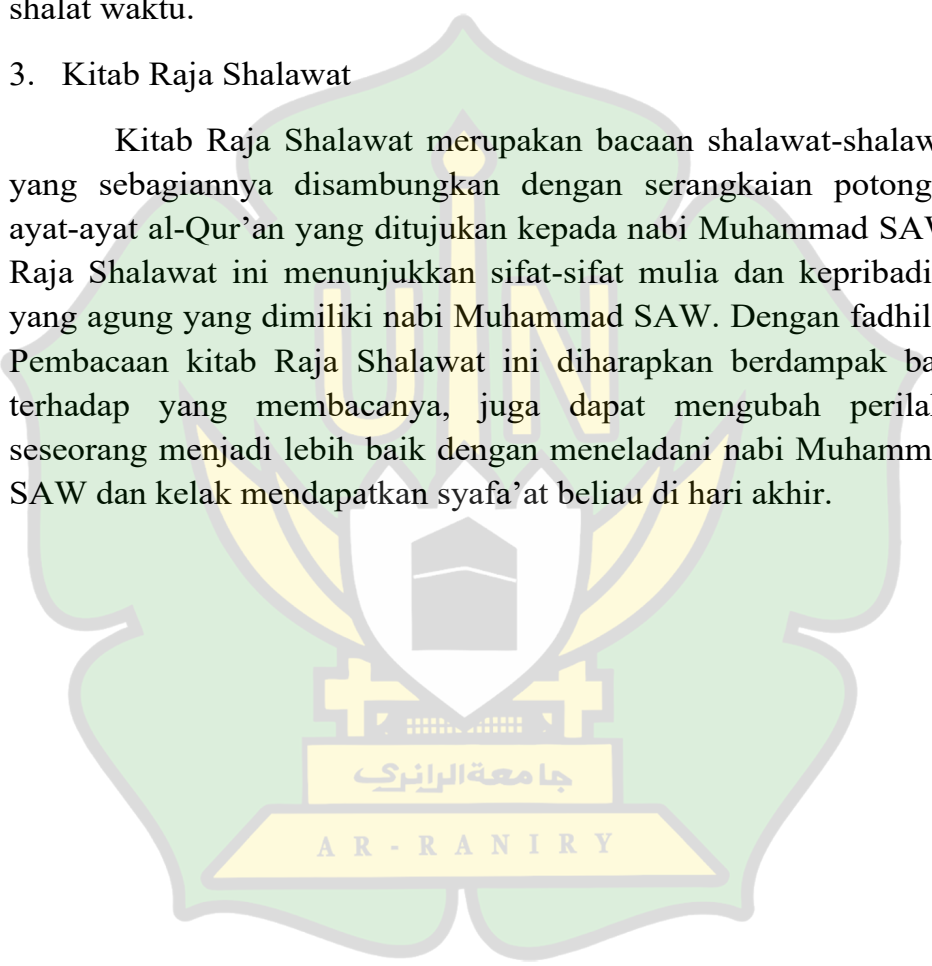 shalat waktu.
3. Kitab Raja Shalawat
Kitab Raja Shalawat merupakan bacaan shalawat-shalaw
yang sebagiannya disambungkan dengan serangkaian potong
ayat-ayat al-Qur’an yang ditujukan kepada nabi Muhammad SAW
Raja Shalawat ini menunjukkan sifat-sifat mulia dan kepribadi
yang agung yang dimiliki nabi Muhammad SAW. Dengan fadhil
Pembacaan kitab Raja Shalawat ini diharapkan berdampak ba
terhadap yang membacanya, juga dapat mengubah perilak
seseorang menjadi lebih baik dengan meneladani nabi Muhamm
SAW dan kelak mendapatkan syafa’at beliau di hari akhir.
UIN
جامعة الرانري
AR-RANIRY